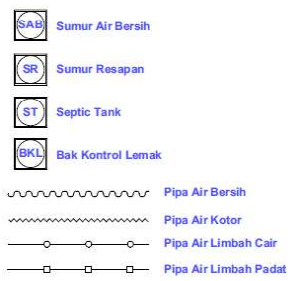 SAB Sumur Air Bersih
SR Sumur Resapan
ST Septic Tank
BKL Bak Kontrol Lemak
Pipa Air Bersih
Pipa Air Kotor
Pipa Air Limbah Cair
Pipa Air Limbah Padat